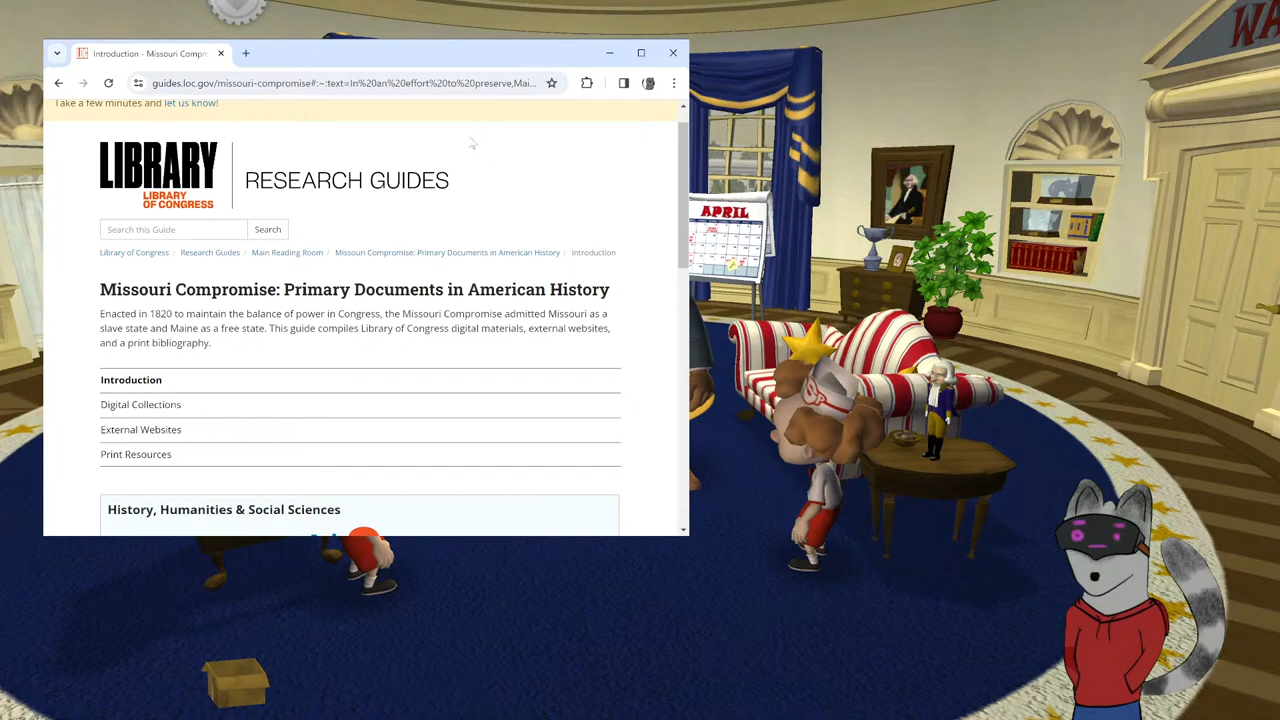 Introduction - Missouri Compr
guides.loc.gov/missouri-compromise#:~:text=In%20an%20effort%20to%20preserve,Mai...
Take a few minutes and let us know!
LIBRARY
LIBRARY
OF CONGRESS
RESEARCH GUIDES
Search this Guide
Search
Library of Congress / Research Guides / Main Reading Room / Missouri Compromise: Primary Documents in American History / Introduction
Missouri Compromise: Primary Documents in American History
Enacted in 1820 to maintain the balance of power in Congress, the Missouri Compromise admitted Missouri as a
slave state and Maine as a free state. This guide compiles Library of Congress digital materials, external websites,
and a print bibliography.
Introduction
Digital Collections
External Websites
Print Resources
History, Humanities & Social Sciences
APRIL
WA